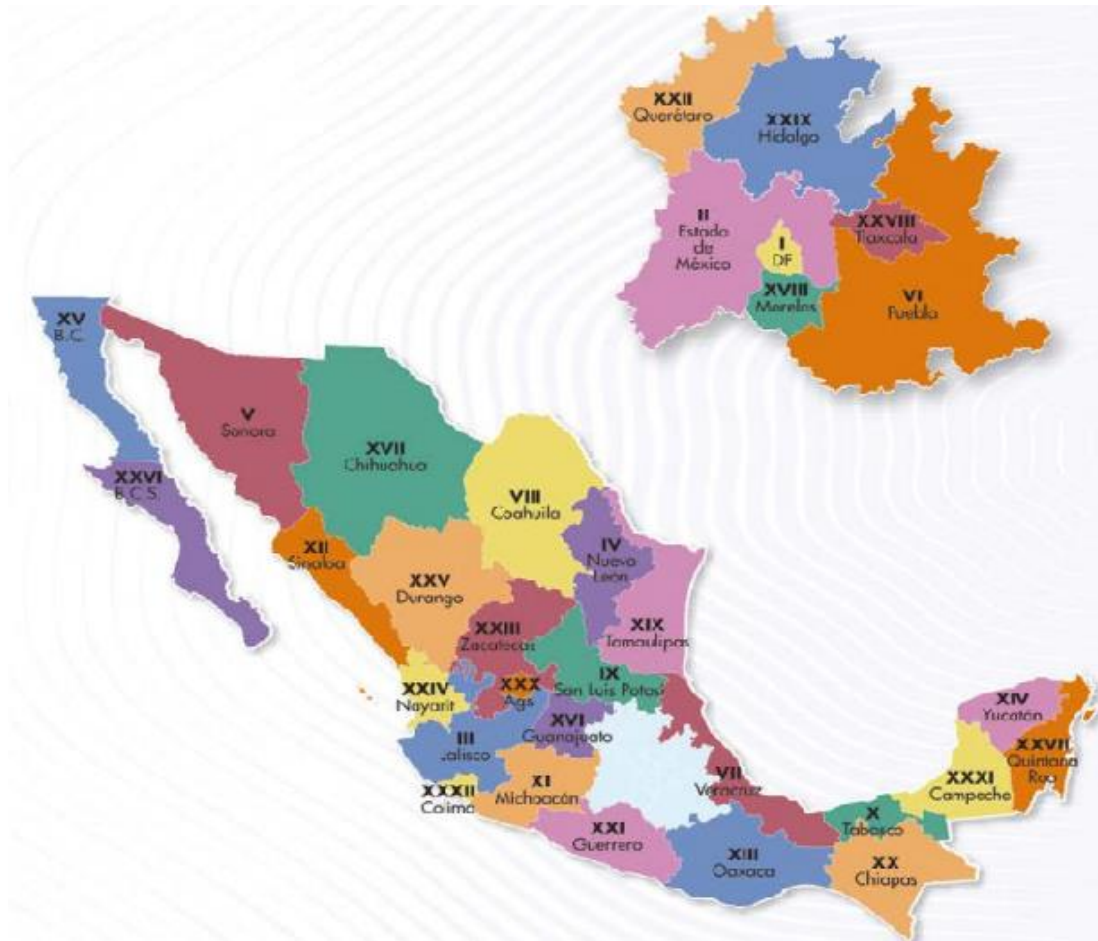 XXII
Querétaro
XXIX
Hidalgo
II
Estado
de
México
I
DF
XXVIII
Tlaxcala
XVIII
Morelos
VI
Puebla
XV
B.C.
V
Sonora
XVII
Chihuahua
XXVI
B.C.S.
VIII
Coahuila
XII
Sinaloa
IV
Nuevo
León
XXV
Durango
XXIII
Zacatecas
XIX
Tamaulipas
XXIV
Nayarit
XXX
Ags
IX
San Luis Potosí
XVI
Guanajuato
III
Jalisco
XXXII
Colima
XI
Michoacán
VII
Veracruz
XXI
Guerrero
XIII
Oaxaca
X
Tabasco
XX
Chiapas
XIV
Yucatán
XXVII
Quintana
Roo
XXXI
Campeche